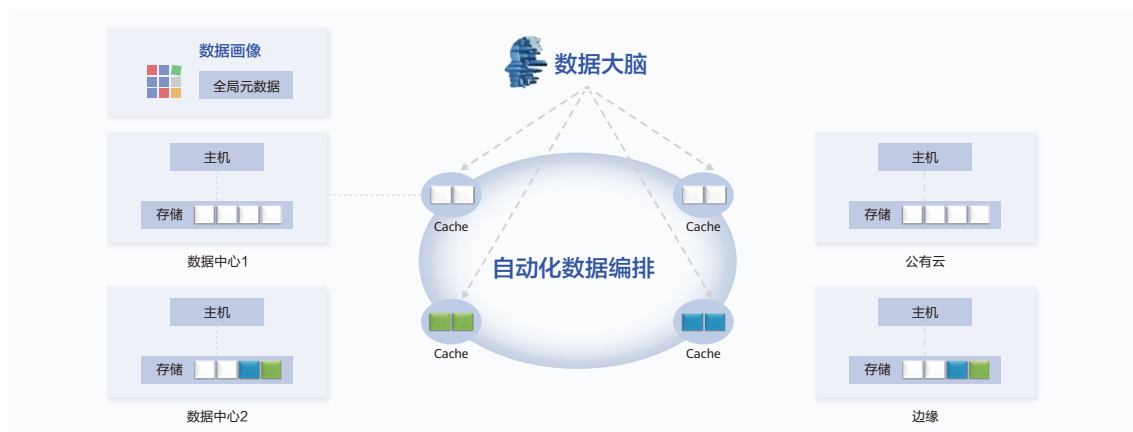 数据画像
全局元数据
数据大脑
主机
存储
数据中心1
主机
存储
数据中心2
Cache
Cache
自动化数据编排
Cache
Cache
主机
存储
公有云
主机
存储
边缘